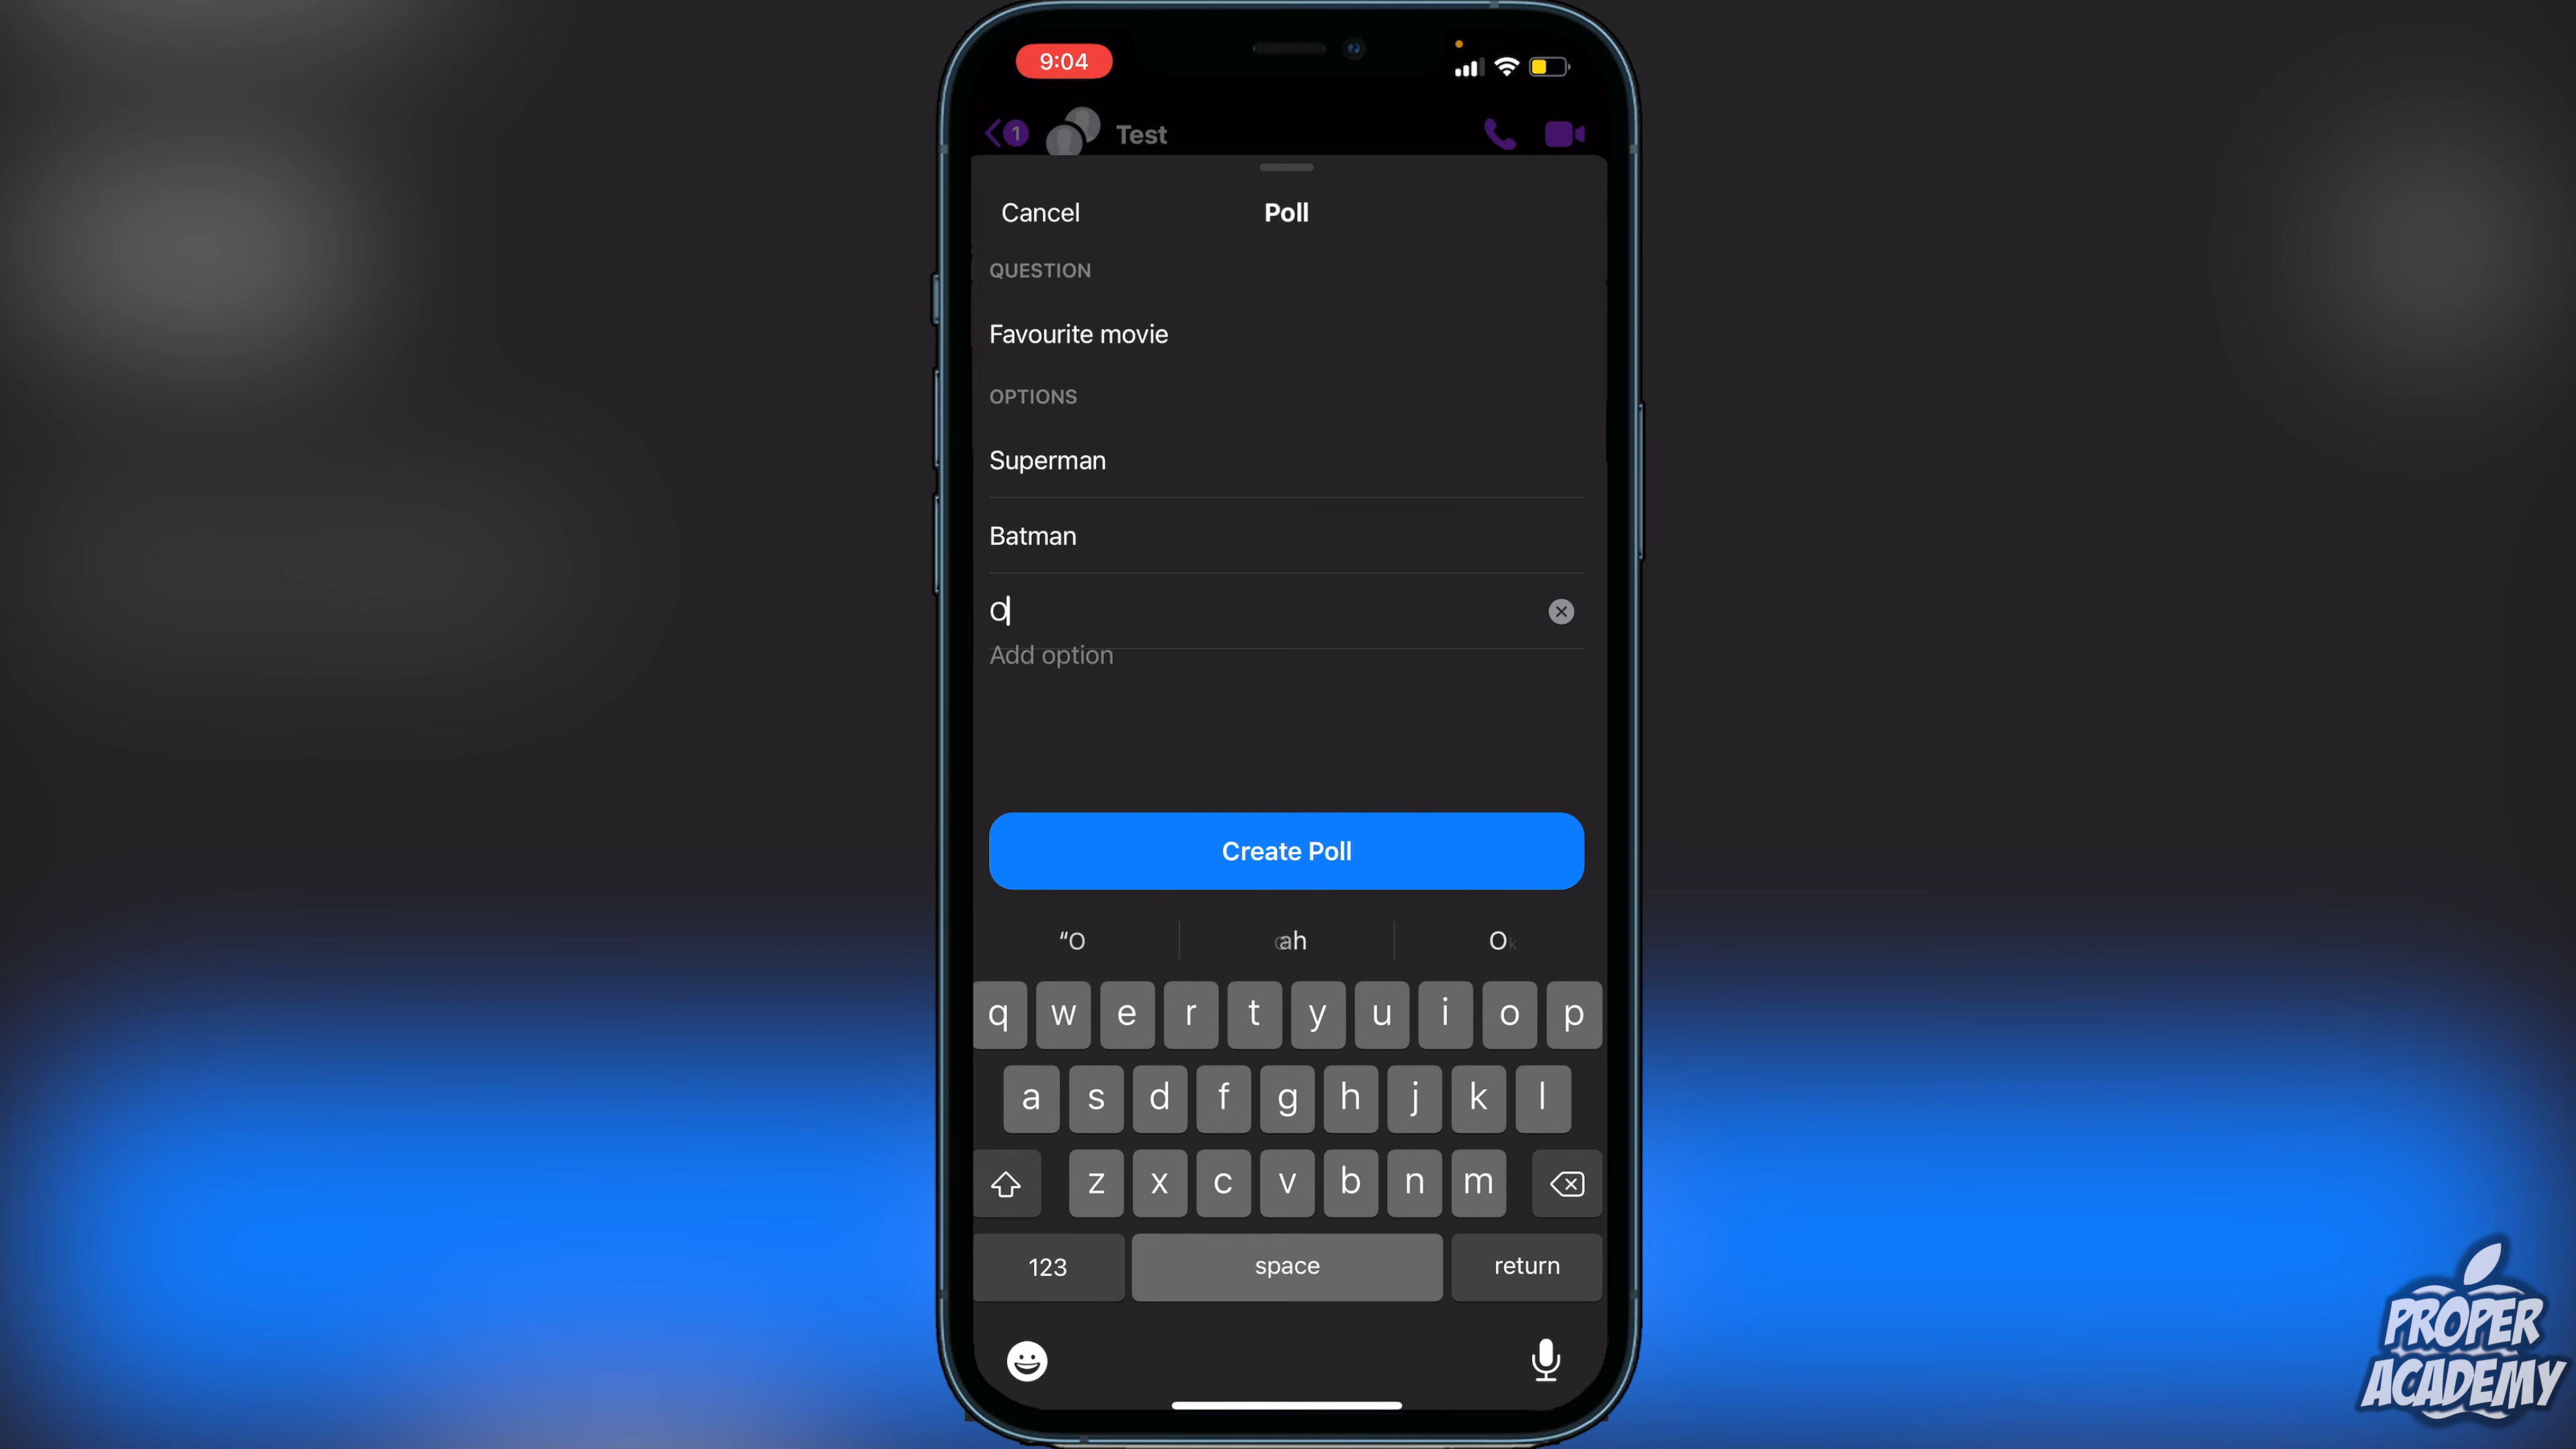 9:04
1
Test
Cancel
Poll
QUESTION
Favourite movie
OPTIONS
Superman
Batman
O
Add option
Create Poll
“O
ah
O
q w e r t y u i o p
a s d f g h j k l
z x c v b n m
123
space
return
PROPER
ACADEMY